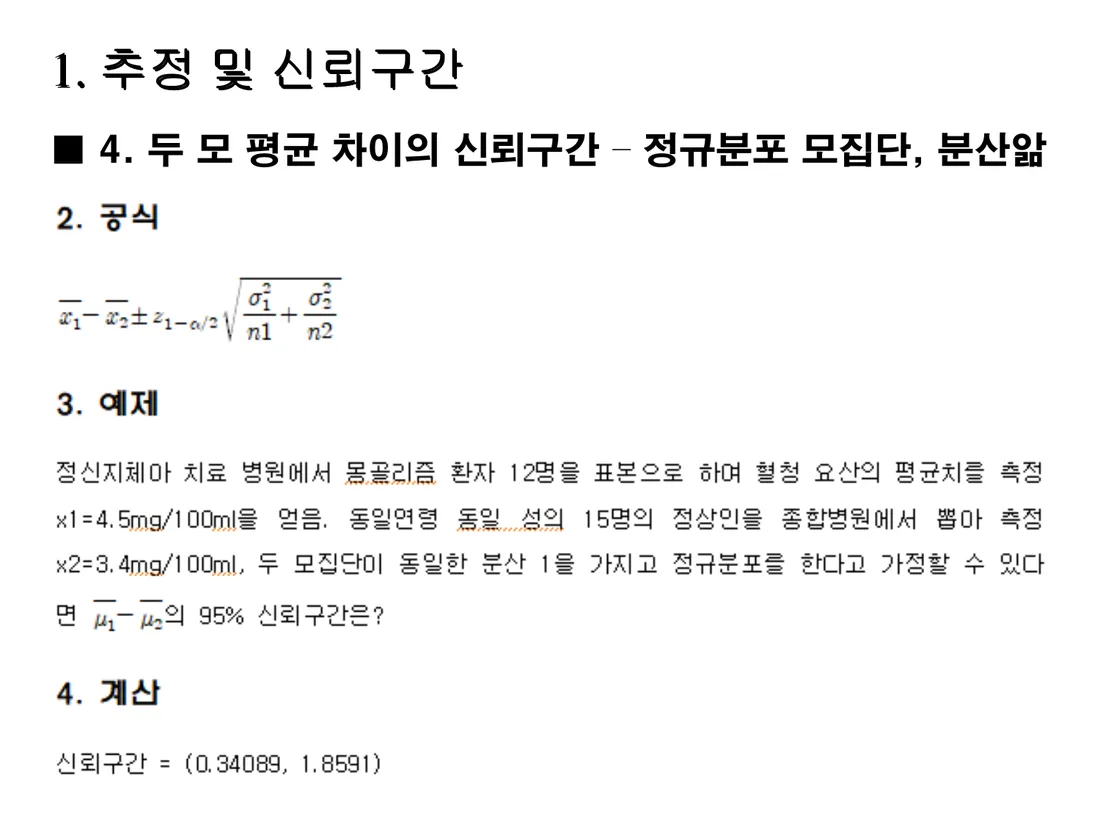 1. 추정 및 신뢰구간
■ 4. 두 모 평균 차이의 신뢰구간 – 정규분포 모집단, 분산앎
2. 공식
x̄₁ − x̄₂ ± z₁₋α/₂ √(σ₁²/n1 + σ₂²/n2)
3. 예제
정신지체아 치료 병원에서 몽골리즘 환자 12명을 표본으로 하여 혈청 요산의 평균치를 측정
x1=4.5mg/100ml을 얻음. 동일연령 동일 성의 15명의 정상인을 종합병원에서 뽑아 측정
x2=3.4mg/100ml, 두 모집단이 동일한 분산 1을 가지고 정규분포를 한다고 가정할 수 있다
면 μ̄₁− μ̄₂의 95% 신뢰구간은?
4. 계산
신뢰구간 = (0.34089, 1.8591)